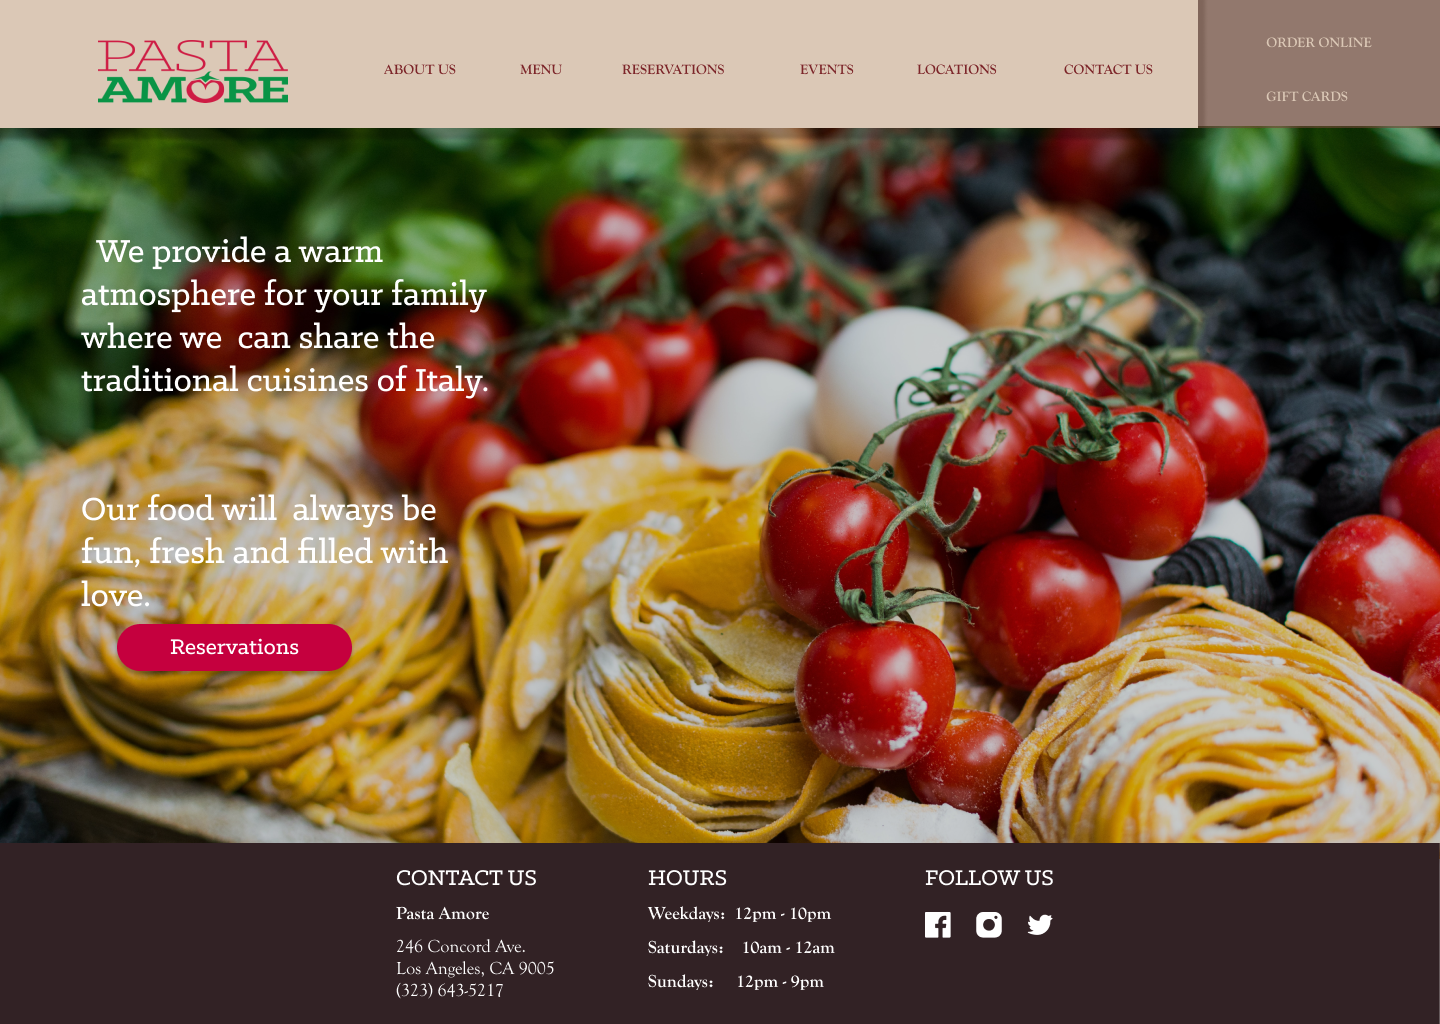 PASTA
AMORE
ABOUT US
MENU
RESERVATIONS
EVENTS
LOCATIONS
CONTACT US
ORDER ONLINE
GIFT CARDS
We provide a warm
atmosphere for your family
where we can share the
traditional cuisines of Italy.
Our food will always be
fun, fresh and filled with
love.
Reservations
CONTACT US
Pasta Amore
246 Concord Ave.
Los Angeles, CA 9005
(323) 643-5217
HOURS
Weekdays: 12pm - 10pm
Saturdays: 10am - 12am
Sundays: 12pm - 9pm
FOLLOW US